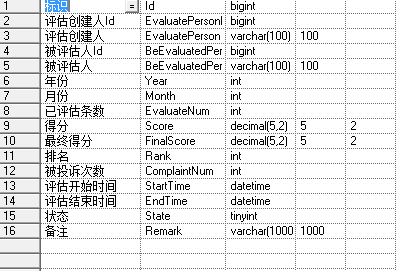 1 标识 = Id bigint
2 评估创建人Id EvaluatePersonI bigint
3 评估创建人 EvaluatePerson varchar(100) 100
4 被评估人Id BeEvaluatedPer bigint
5 被评估人 BeEvaluatedPer varchar(100) 100
6 年份 Year int
7 月份 Month int
8 已评估条数 EvaluateNum int
9 得分 Score decimal(5,2) 5 2
10 最终得分 FinalScore decimal(5,2) 5 2
11 排名 Rank int
12 被投诉次数 ComplaintNum int
13 评估开始时间 StartTime datetime
14 评估结束时间 EndTime datetime
15 状态 State tinyint
16 备注 Remark varchar(1000 1000